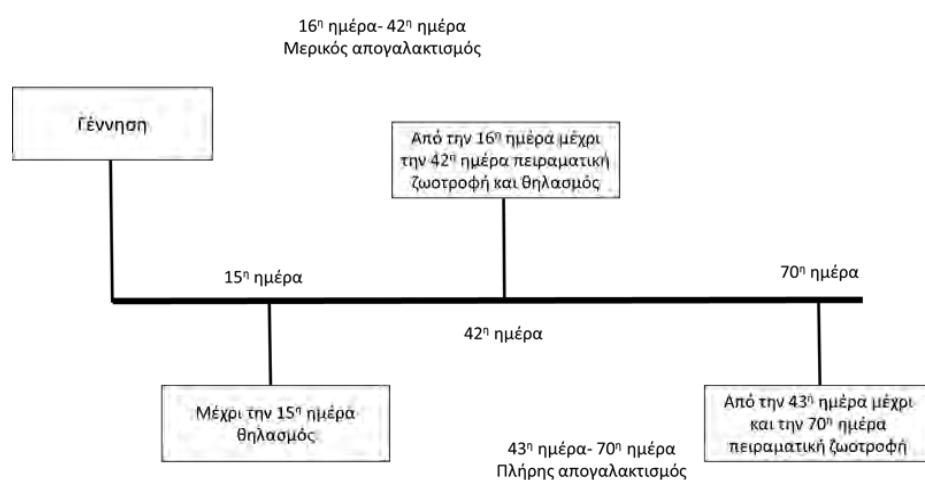 16η ημέρα- 42η ημέρα
Μερικός απογαλακτισμός
Γέννηση
Από την 16η ημέρα μέχρι
την 42η ημέρα πειραματική
ζωοτροφή και θηλασμός
15η ημέρα
70η ημέρα
42η ημέρα
Μέχρι την 15η ημέρα
θηλασμός
43η ημέρα- 70η ημέρα
Πλήρης απογαλακτισμός
Από την 43η ημέρα μέχρι
και την 70η ημέρα
πειραματική ζωοτροφή